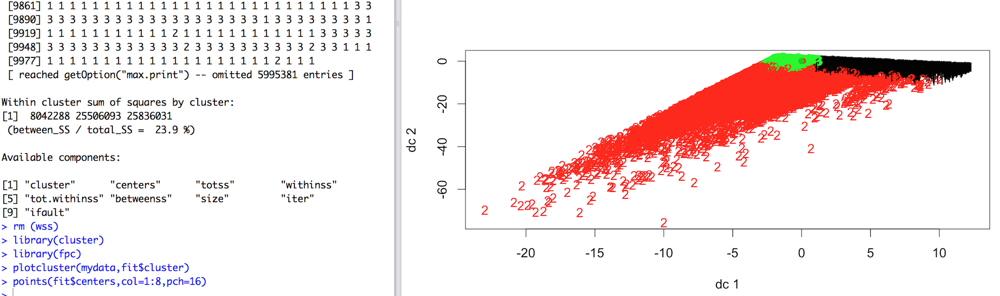 [9861] 1 1 1 1 1 1 1 1 1 1 1 1 1 1 1 1 1 1 1 1 1 1 1 1 1 1 1 3 3
[9890] 3 3 3 3 3 3 3 3 3 3 3 3 3 3 3 3 3 3 3 1 3 3 3 3 3 3 3 3 1
[9919] 1 1 1 1 1 1 1 1 1 1 1 2 1 1 1 1 1 1 1 1 1 1 1 1 3 3 3 3 3
[9948] 3 3 3 3 3 3 3 3 3 3 3 3 2 3 3 3 3 3 3 3 3 3 3 2 3 3 1 1 1
[9977] 1 1 1 1 1 1 1 1 1 1 1 1 1 1 1 1 1 1 1 1 2 1 1 1
[ reached getOption("max.print") -- omitted 5995381 entries ]
Within cluster sum of squares by cluster:
[1]  8042288 25506093 25836031
(between_SS / total_SS =  23.9 %)
Available components:
[1] "cluster"      "centers"      "totss"        "withinss"
[5] "tot.withinss" "betweenss"    "size"         "iter"
[9] "ifault"
> rm (wss)
> library(cluster)
> library(fpc)
> plotcluster(mydata,fit$cluster)
> points(fit$centers,col=1:8,pch=16)
>
dc 2
0
-20
-40
-60
-20 -15 -10 -5 0 5 10
dc 1